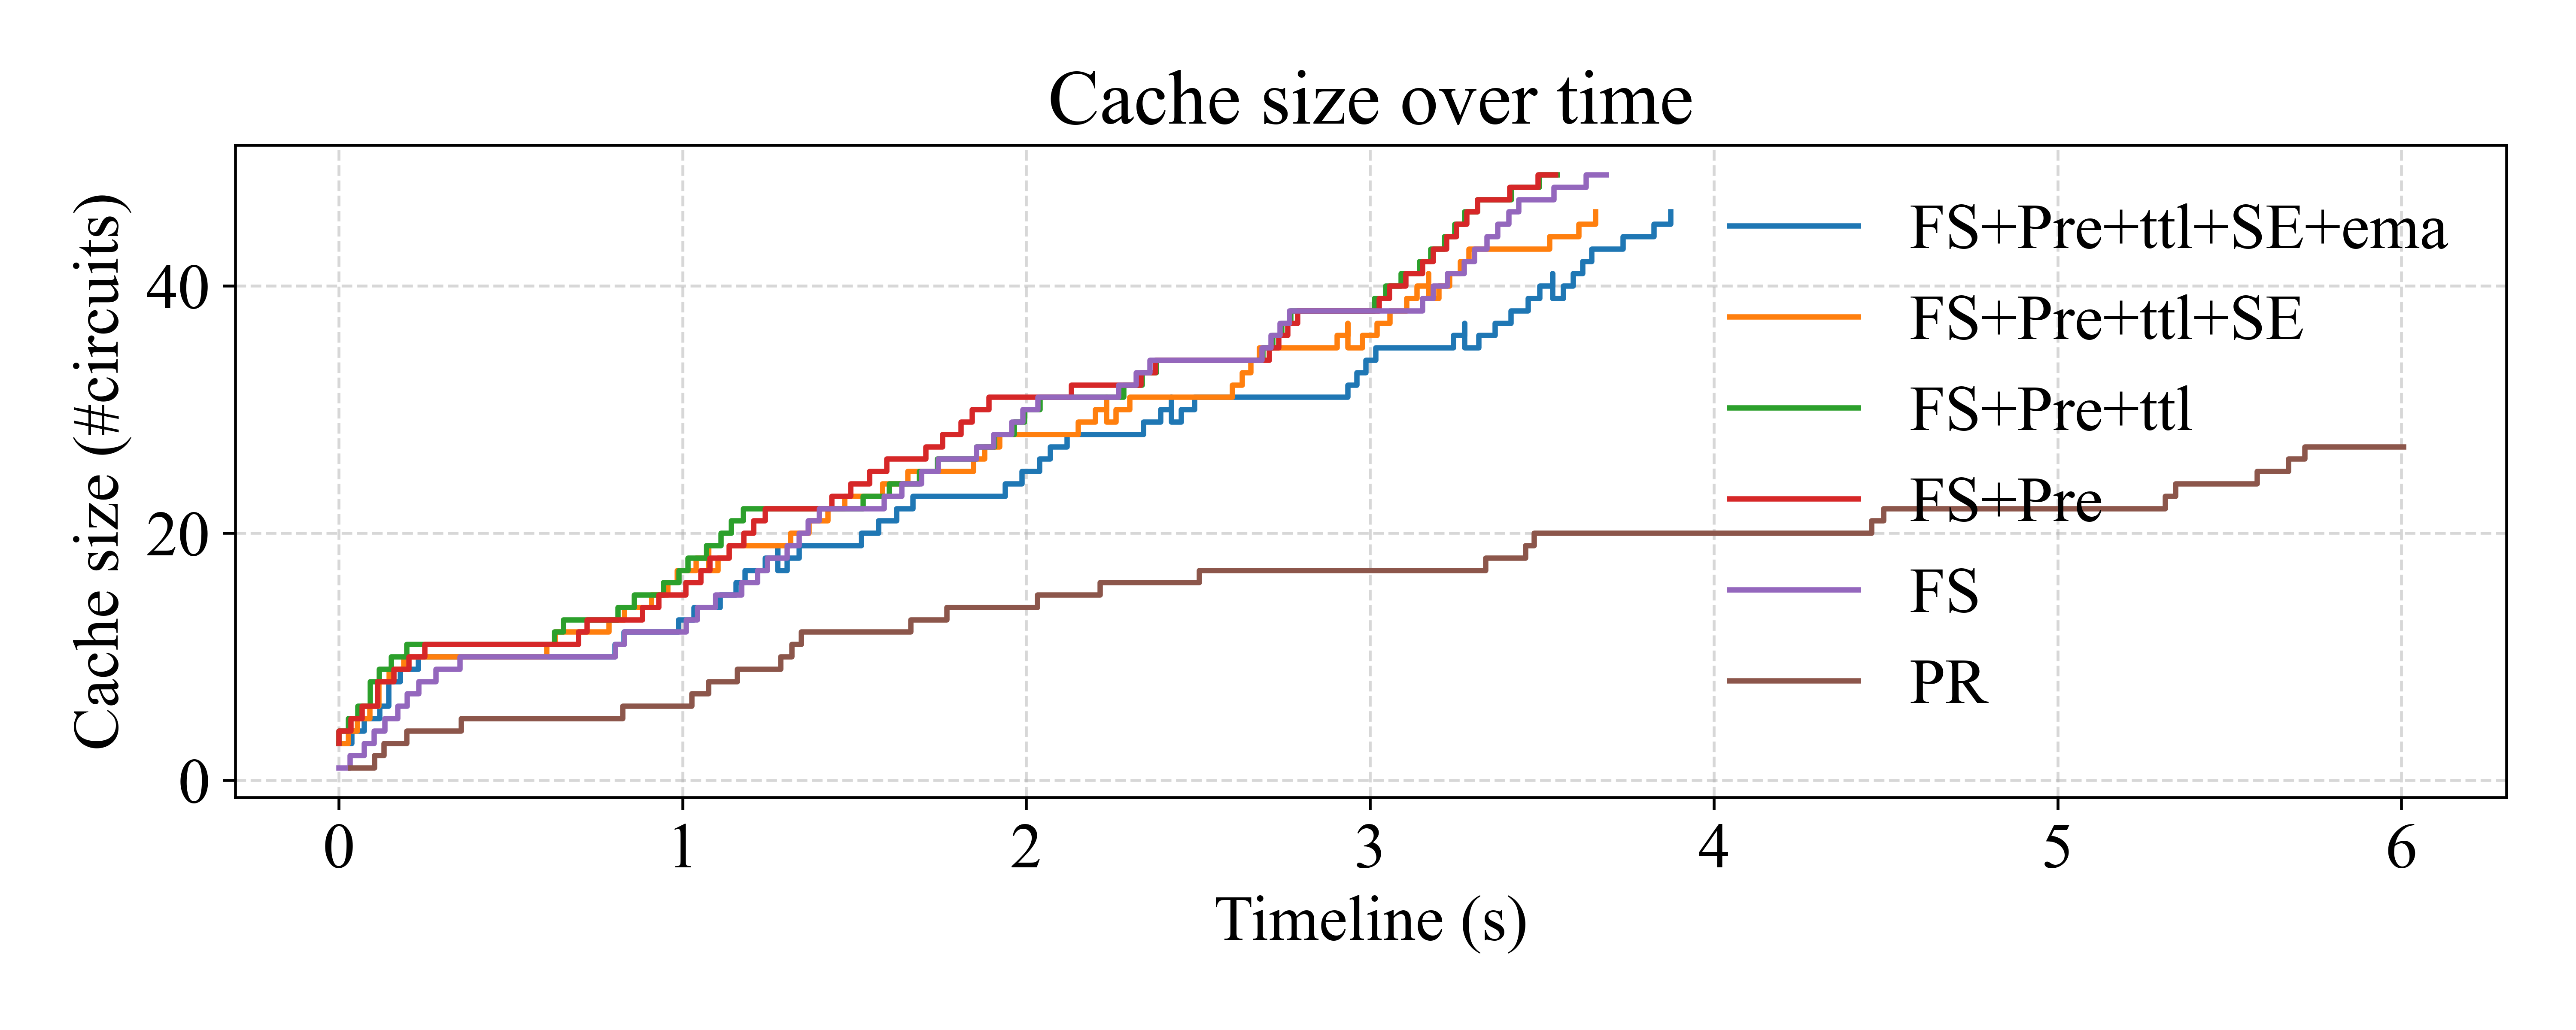 Cache size over time
Cache size (#circuits)
40
20
0
FS+Pre+ttl+SE+ema
FS+Pre+ttl+SE
FS+Pre+ttl
FS+Pre
FS
PR
0 1 2 3 4 5 6
Timeline (s)